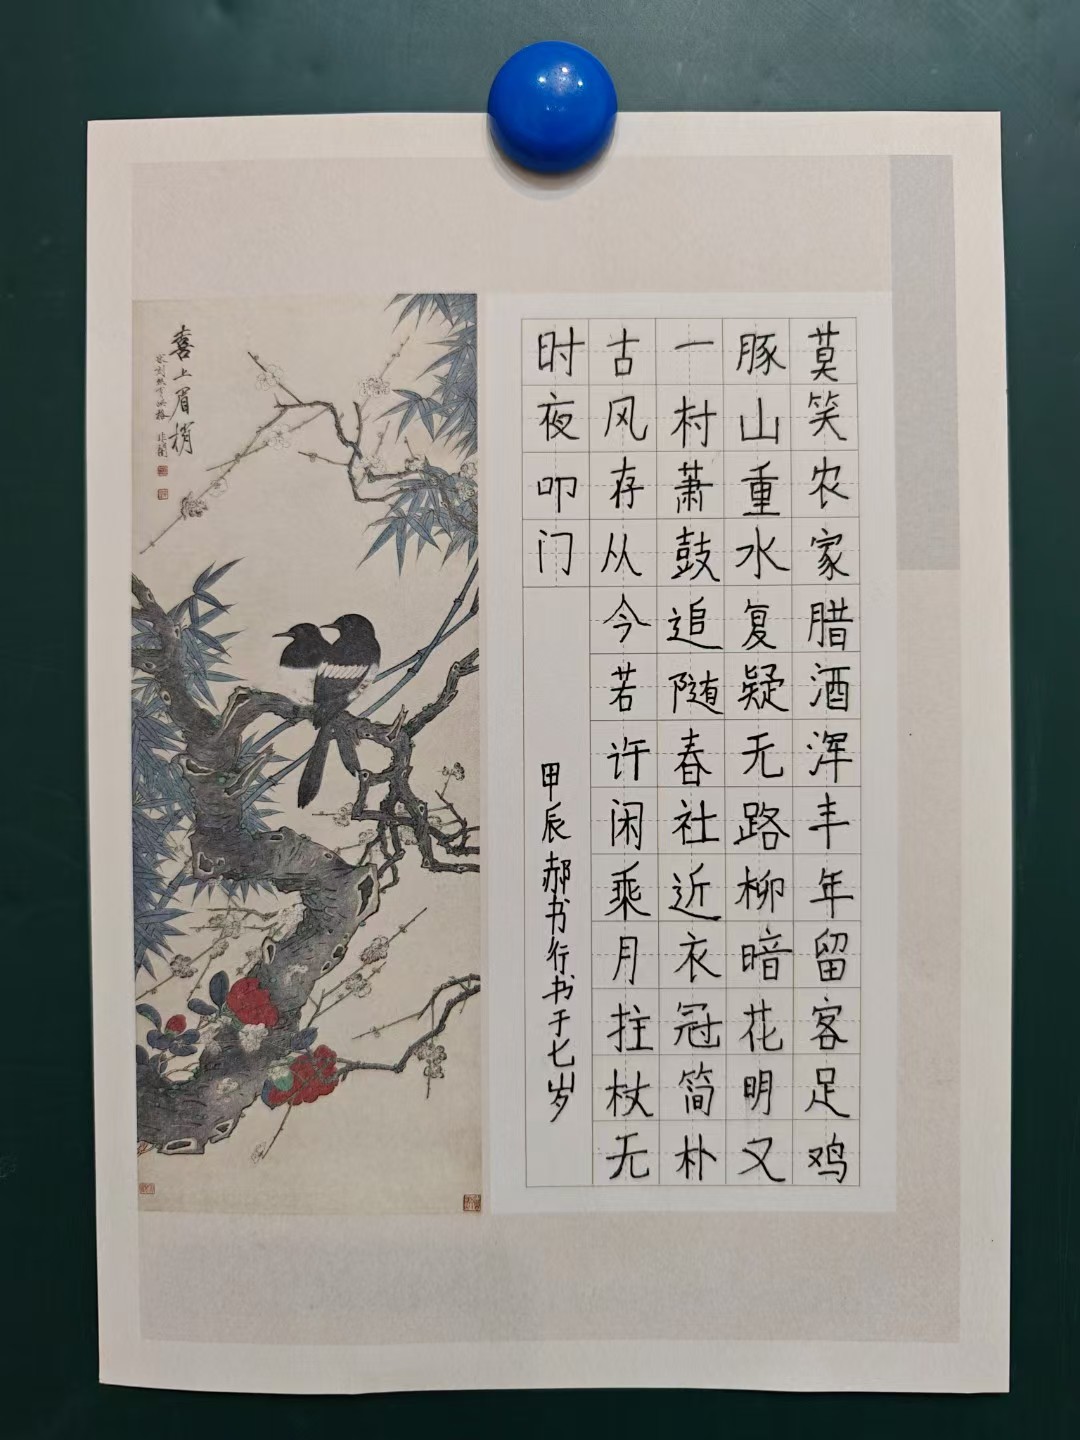 莫笑农家腊酒浑丰年留客足鸡
豚山重水复疑无路柳暗花明又
一村萧鼓追随春社近衣冠简朴
古风存从今若许闲乘月拄杖无
时夜叩门
甲辰郝书行书于七岁
喜上眉梢